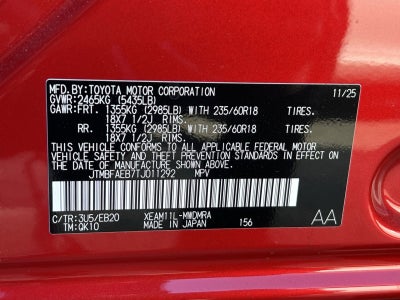 MFD.BY:TOYOTA MOTOR CORPORATION 11/25
GVWR:2465KG (5435LB)
GAWR:FRT. 1355KG (2985LB) WITH 235/60R18 TIRES.
18X7 1/2J RIMS.
RR. 1355KG (2985LB) WITH 235/60R18 TIRES.
18X7 1/2J RIMS.
THIS VEHICLE CONFORMS TO ALL APPLICABLE
FEDERAL MOTOR VEHICLE SAFETY AND THEFT PREVENTION
STANDARDS IN EFFECT ON THE DATE OF MANUFACTURE SHOWN ABOVE.
JTMBFAEB7TJ011292 MPV
C/TR:3U5/EB20 XEAM11L-MWDMRA
TM:QK10 MADE IN JAPAN 156 AA